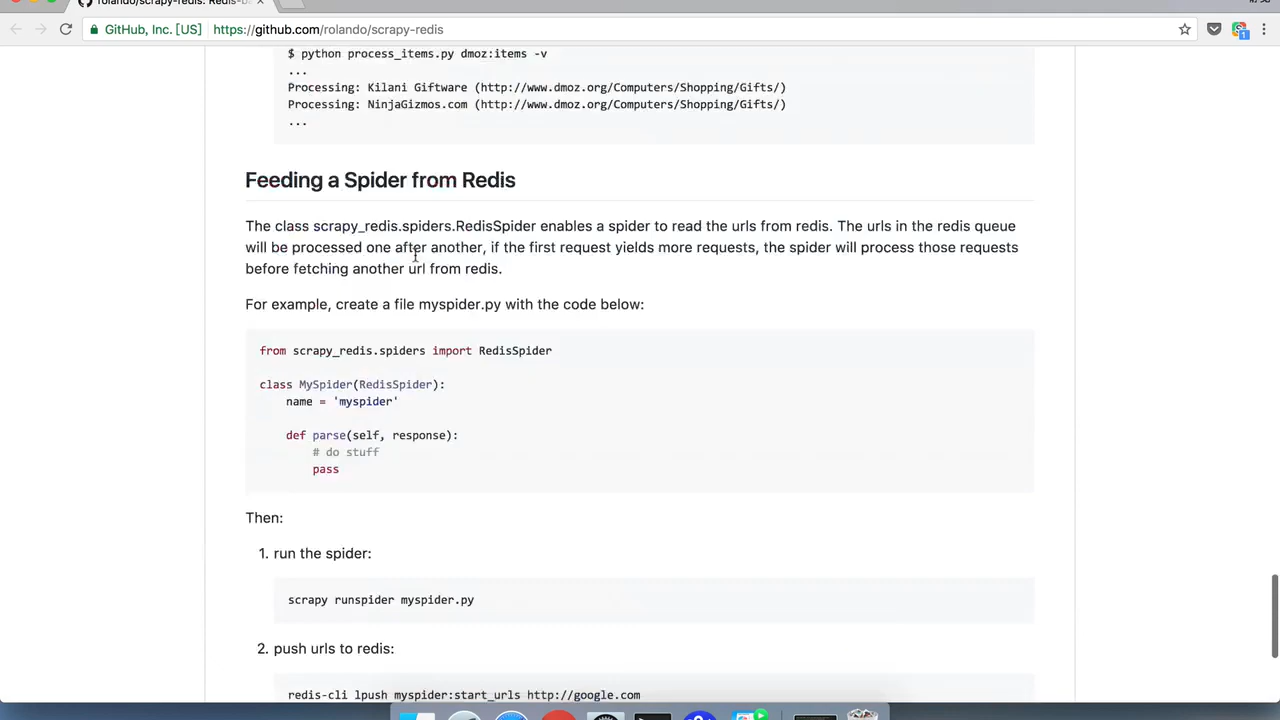 GitHub, Inc. [US]
https://github.com/rolando/scrapy-redis
1
$ python process_items.py dmoz:items -v
...
Processing: Kilani Giftware (http://www.dmoz.org/Computers/Shopping/Gifts/)
Processing: NinjaGizmos.com (http://www.dmoz.org/Computers/Shopping/Gifts/)
...
Feeding a Spider from Redis
The class scrapy_redis.spiders.RedisSpider enables a spider to read the urls from redis. The urls in the redis queue
will be processed one after another, if the first request yields more requests, the spider will process those requests
before fetching another url from redis.
For example, create a file myspider.py with the code below:
from scrapy_redis.spiders import RedisSpider
class MySpider(RedisSpider):
name = 'myspider'
def parse(self, response):
# do stuff
pass
Then:
1. run the spider:
scrapy runspider myspider.py
2. push urls to redis:
redis-cli lpush myspider:start_urls http://google.com